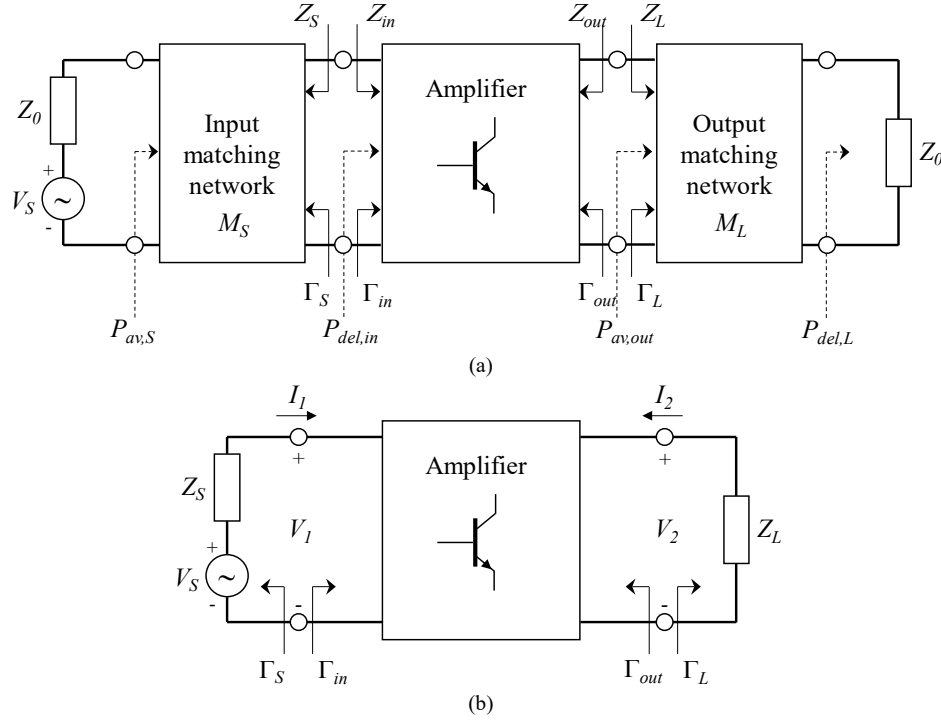 Z_S Z_in Z_out Z_L
Amplifier
Z_0
Input
matching
network
M_S
Output
matching
network
M_L
Z_0
+
V_S
~
-
Γ_S Γ_in Γ_out Γ_L
P_av,S P_del,in P_av,out P_del,L
(a)
I_1 I_2
+ +
Amplifier
Z_S
V_1 V_2
Z_L
+
V_S
~
-
- -
Γ_S Γ_in Γ_out Γ_L
(b)